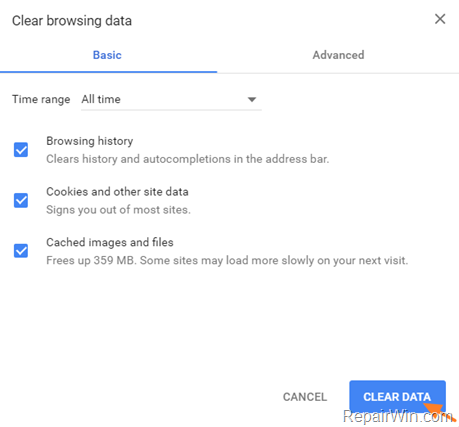 Clear browsing data
Basic
Advanced
Time range
All time
Browsing history
Clears history and autocompletions in the address bar.
Cookies and other site data
Signs you out of most sites.
Cached images and files
Frees up 359 MB. Some sites may load more slowly on your next visit.
CANCEL
CLEAR DATA
RepairWin.com